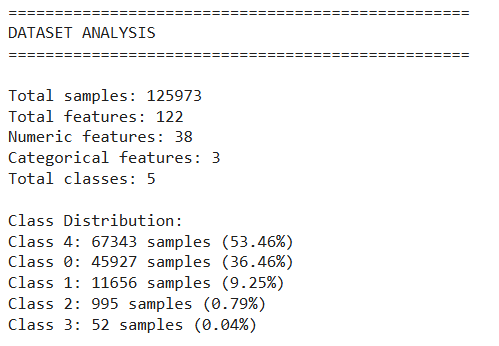 ==================================================
DATASET ANALYSIS
==================================================
Total samples: 125973
Total features: 122
Numeric features: 38
Categorical features: 3
Total classes: 5
Class Distribution:
Class 4: 67343 samples (53.46%)
Class 0: 45927 samples (36.46%)
Class 1: 11656 samples (9.25%)
Class 2: 995 samples (0.79%)
Class 3: 52 samples (0.04%)